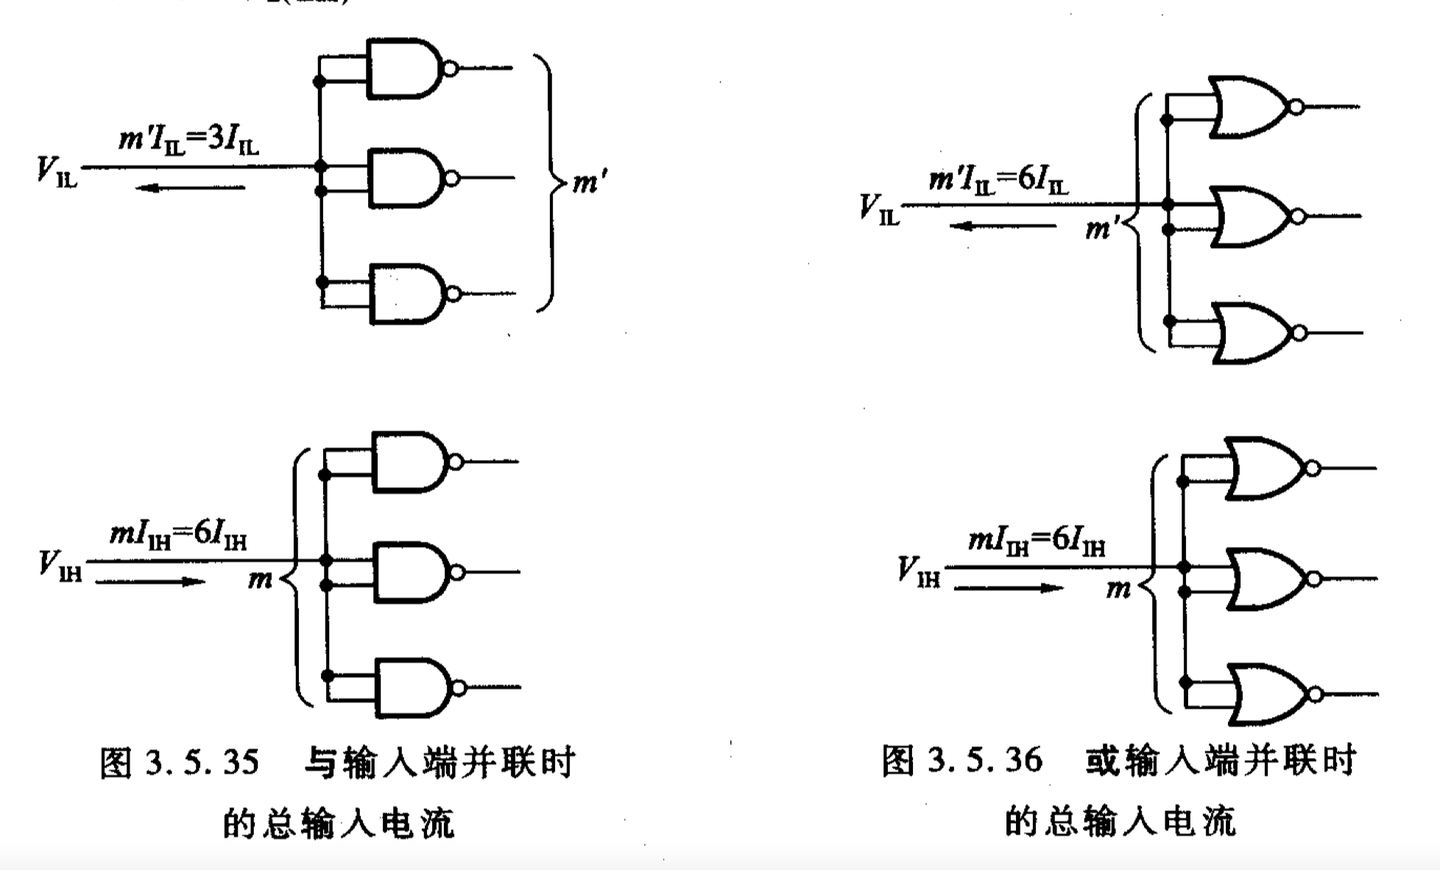 m'I_IL=3I_IL
V_IL
m'
m'I_IL=6I_IL
V_IL
m'
mI_IH=6I_IH
V_IH
m
mI_IH=6I_IH
V_IH
m
图 3.5.35 与输入端并联时
的总输入电流
图 3.5.36 或输入端并联时
的总输入电流